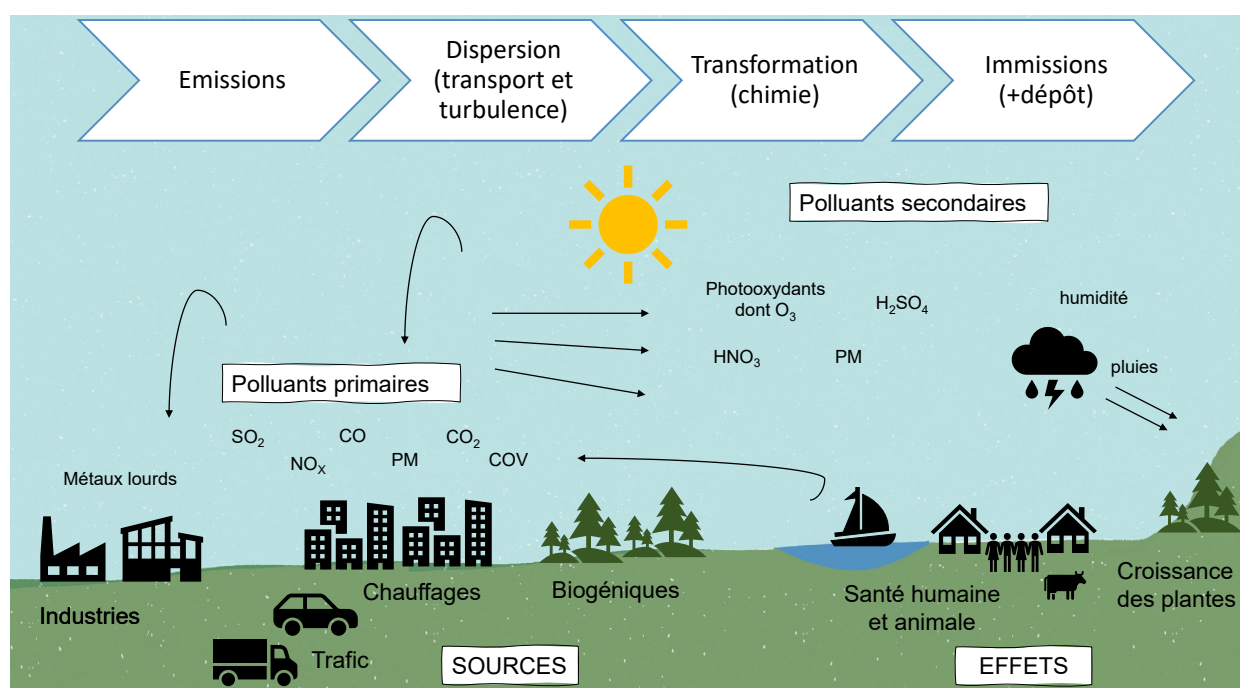 Emissions
Dispersion
(transport et
turbulence)
Transformation
(chimie)
Immissions
(+dépôt)
Polluants secondaires
Photooxydants
dont O₃
H₂SO₄
humidité
HNO₃
PM
pluies
Polluants primaires
SO₂
CO
CO₂
NOₓ
PM
COV
Métaux lourds
Industries
Chauffages
Biogéniques
Santé humaine
et animale
Croissance
des plantes
Trafic
SOURCES
EFFETS